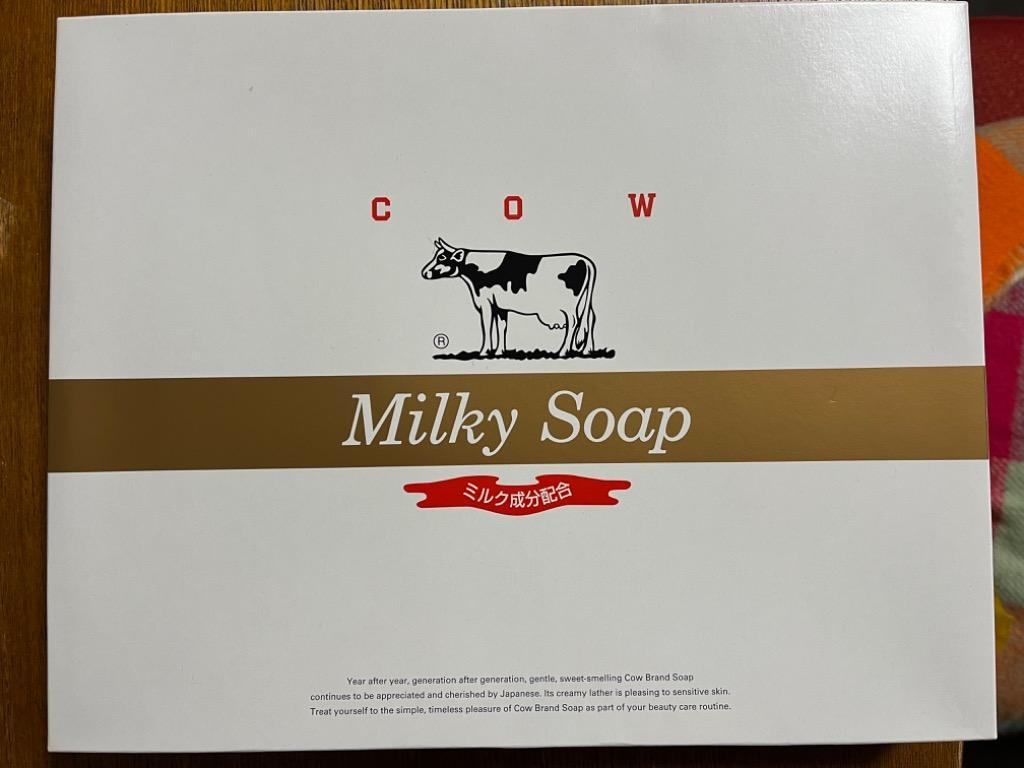 C O W
®
Milky Soap
ミルク成分配合
Year after year, generation after generation, gentle, sweet-smelling Cow Brand Soap
continues to be appreciated and cherished by Japanese. Its creamy lather is pleasing to sensitive skin.
Treat yourself to the simple, timeless pleasure of Cow Brand Soap as part of your beauty care routine.